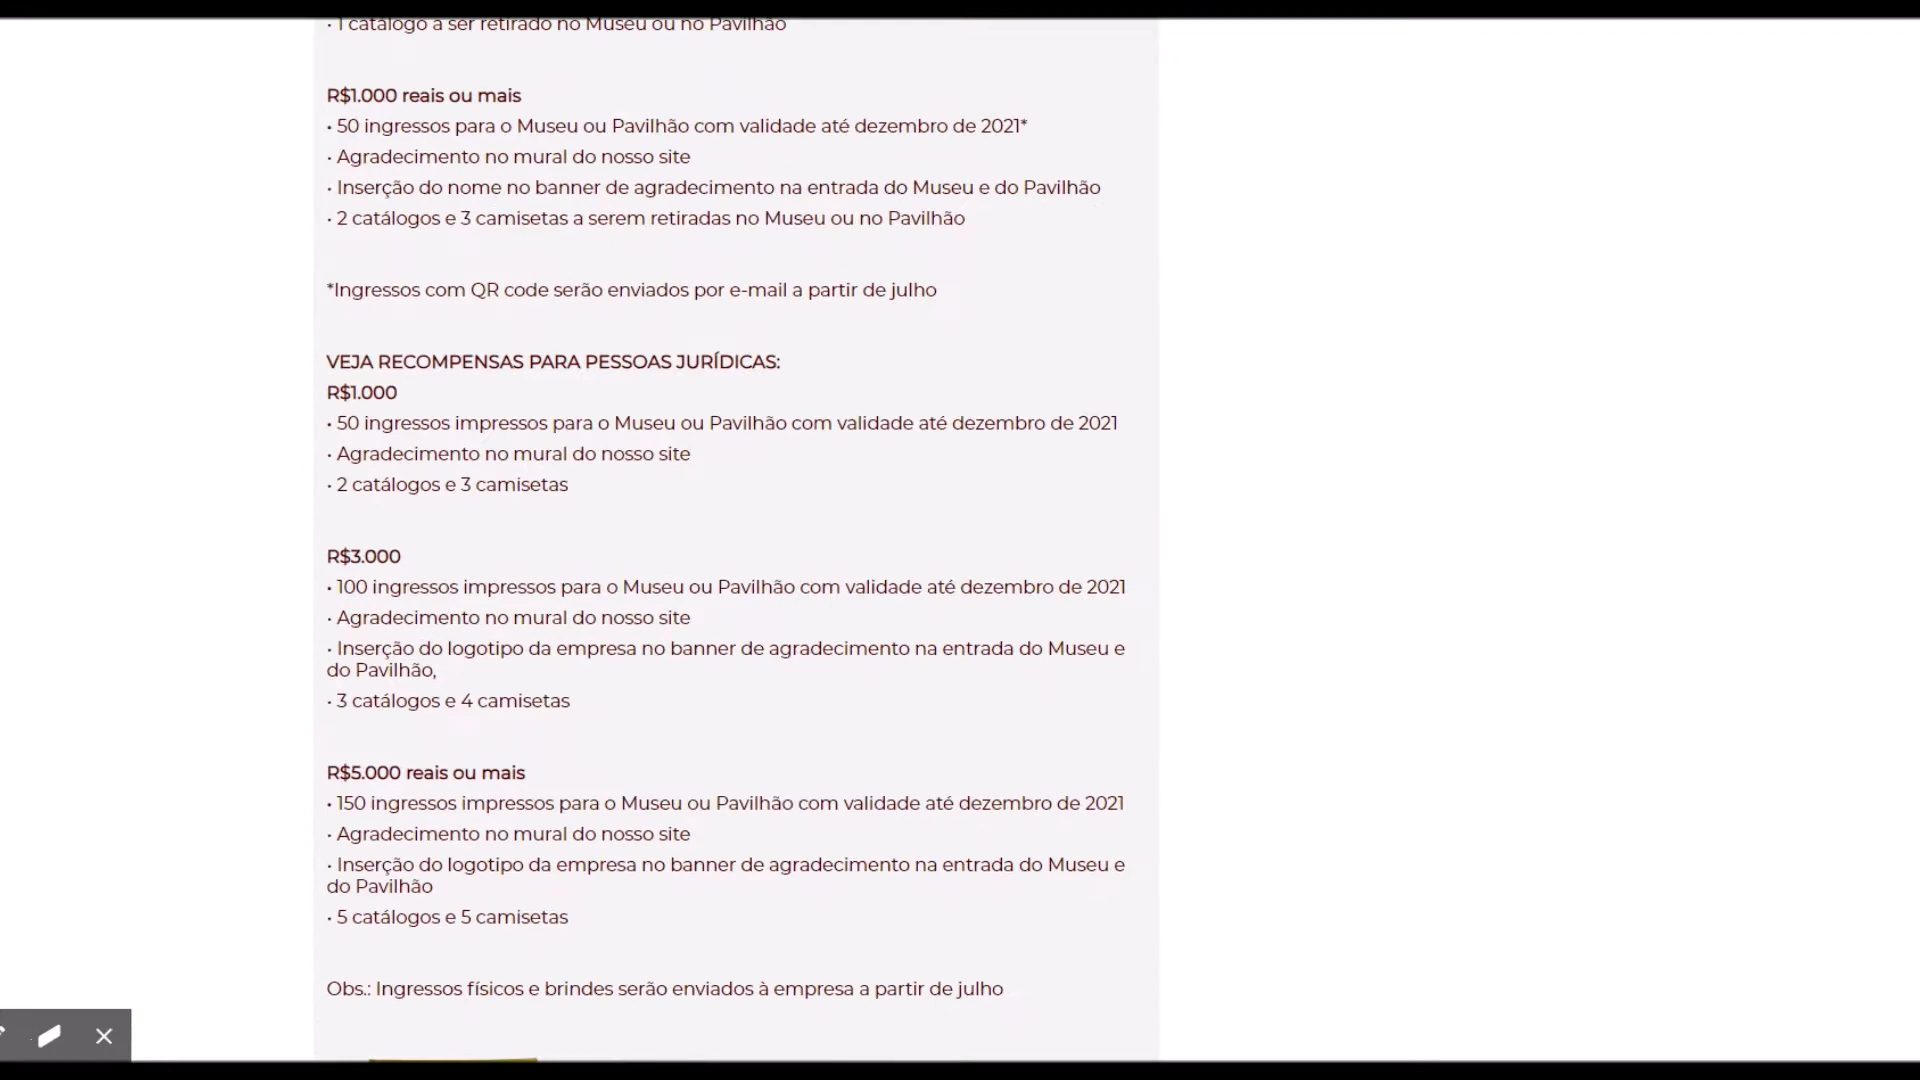 • 1 catálogo a ser retirado no Museu ou no Pavilhão
R$1.000 reais ou mais
• 50 ingressos para o Museu ou Pavilhão com validade até dezembro de 2021*
• Agradecimento no mural do nosso site
• Inserção do nome no banner de agradecimento na entrada do Museu e do Pavilhão
• 2 catálogos e 3 camisetas a serem retiradas no Museu ou no Pavilhão
*Ingressos com QR code serão enviados por e-mail a partir de julho
VEJA RECOMPENSAS PARA PESSOAS JURÍDICAS:
R$1.000
• 50 ingressos impressos para o Museu ou Pavilhão com validade até dezembro de 2021
• Agradecimento no mural do nosso site
• 2 catálogos e 3 camisetas
R$3.000
• 100 ingressos impressos para o Museu ou Pavilhão com validade até dezembro de 2021
• Agradecimento no mural do nosso site
• Inserção do logotipo da empresa no banner de agradecimento na entrada do Museu e
do Pavilhão,
• 3 catálogos e 4 camisetas
R$5.000 reais ou mais
• 150 ingressos impressos para o Museu ou Pavilhão com validade até dezembro de 2021
• Agradecimento no mural do nosso site
• Inserção do logotipo da empresa no banner de agradecimento na entrada do Museu e
do Pavilhão
• 5 catálogos e 5 camisetas
Obs.: Ingressos físicos e brindes serão enviados à empresa a partir de julho